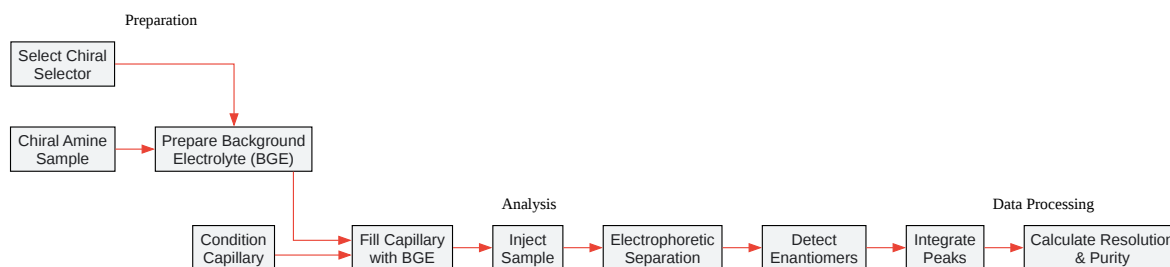 Preparation
Select Chiral
Selector
Chiral Amine
Sample
Prepare Background
Electrolyte (BGE)
Analysis
Data Processing
Condition
Capillary
Fill Capillary
with BGE
Inject
Sample
Electrophoretic
Separation
Detect
Enantiomers
Integrate
Peaks
Calculate Resolution
& Purity